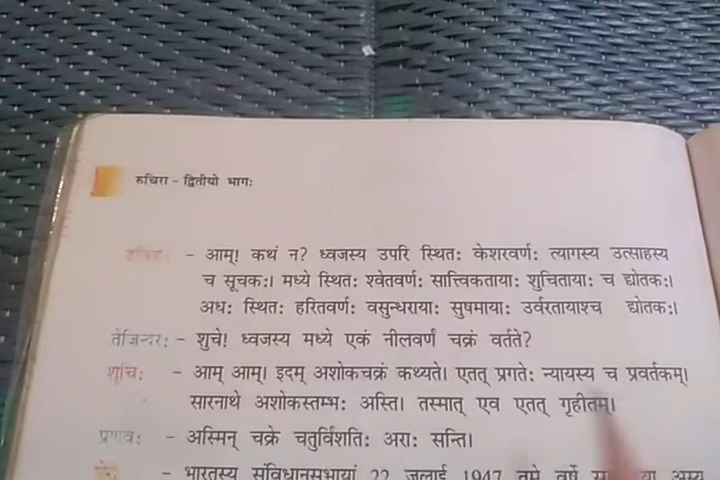 रुचिरा - द्वितीयो भागः
- आम्! कथं न? ध्वजस्य उपरि स्थितः केशरवर्णः त्यागस्य उत्साहस्य
च सूचकः। मध्ये स्थितः श्वेतवर्णः सात्त्विकतायाः शुचितायाः च द्योतकः।
अधः स्थितः हरितवर्णः वसुन्धरायाः सुषमायाः उर्वरतायाश्च द्योतकः।
तेजिन्दरः - शुचे! ध्वजस्य मध्ये एकं नीलवर्णं चक्रं वर्तते?
शुचिः - आम् आम्। इदम् अशोकचक्रं कथ्यते। एतत् प्रगतेः न्यायस्य च प्रवर्तकम्।
सारनाथे अशोकस्तम्भः अस्ति। तस्मात् एव एतत् गृहीतम्।
प्रणवः - अस्मिन् चक्रे चतुर्विंशतिः अराः सन्ति।
- भारतस्य संविधानसभायां 22 जुलाई 1947 तमे वर्षे